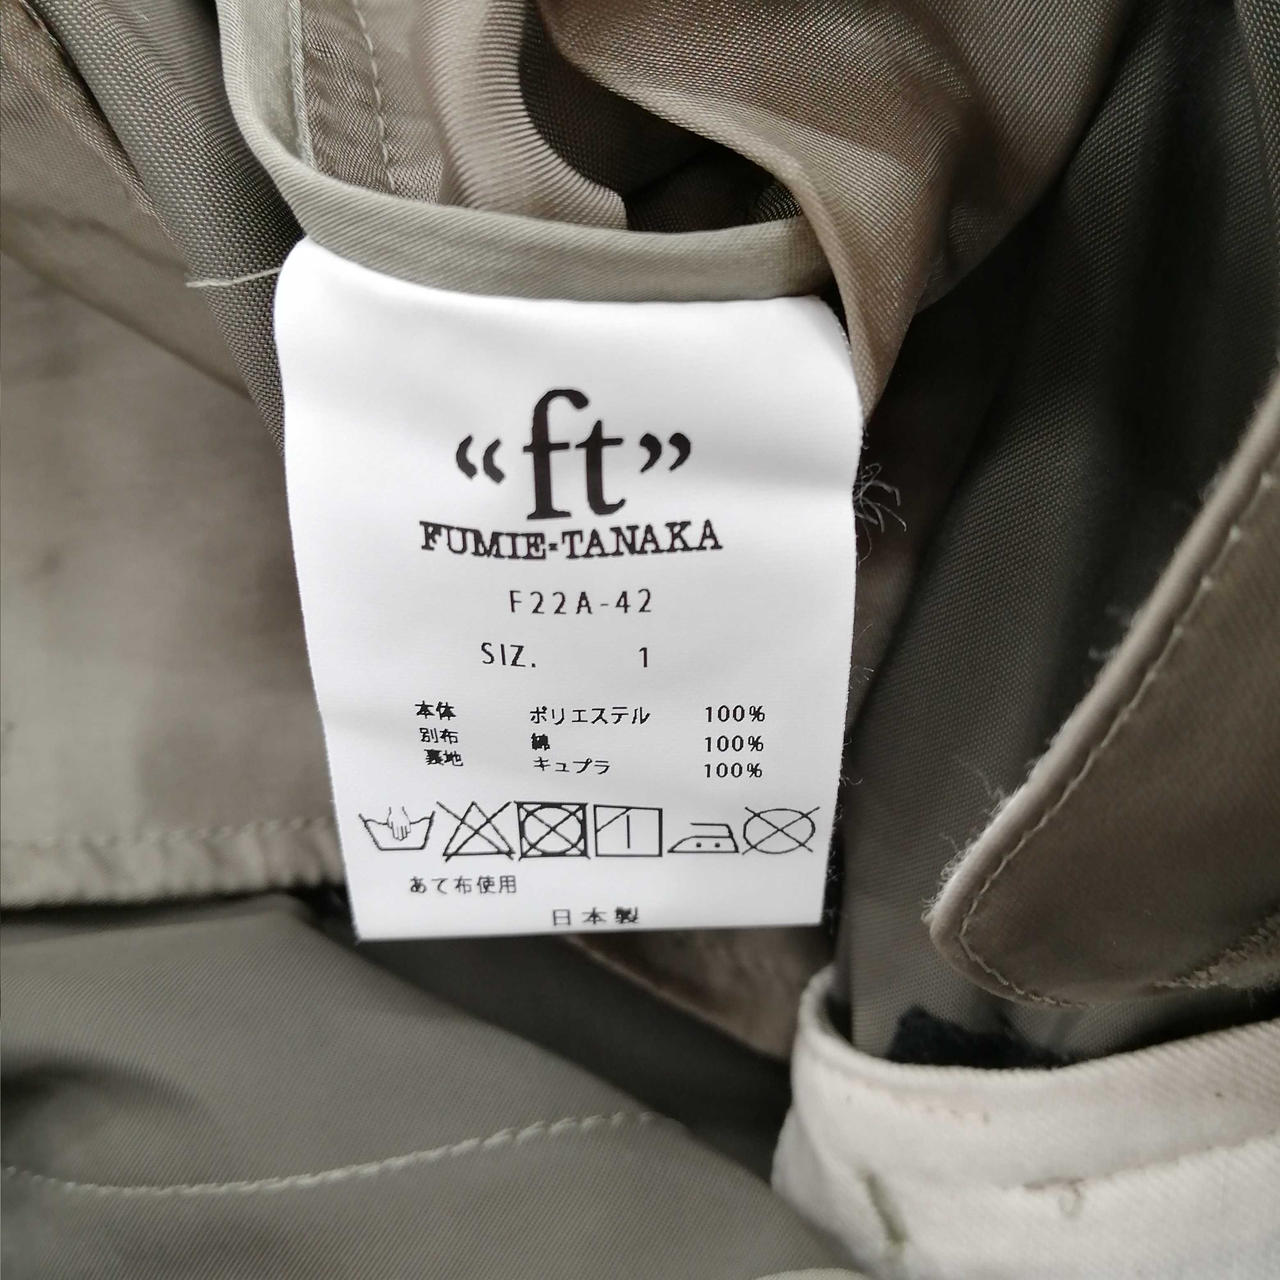 “ft”
FUMIE=TANAKA
F22A-42
SIZ. 1
本体 ポリエステル 100%
別布 綿 100%
裏地 キュプラ 100%
あて布使用
日本製